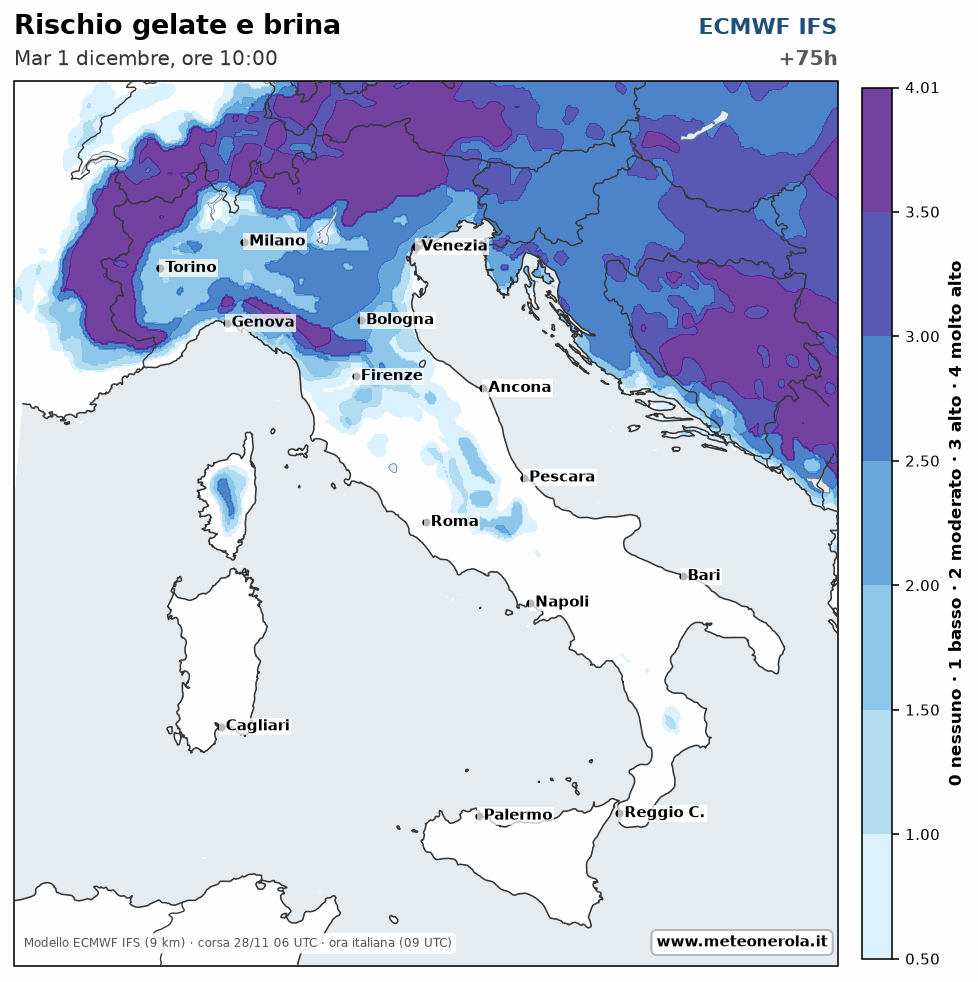 Rischio gelate e brina
ECMWF IFS
Mar 1 dicembre, ore 10:00
+75h
4.01
3.50
3.00
2.50
2.00
1.50
1.00
0.50
0 nessuno · 1 basso · 2 moderato · 3 alto · 4 molto alto
Milano
Venezia
Torino
Genova
Bologna
Firenze
Ancona
Pescara
Roma
Bari
Napoli
Cagliari
Palermo
Reggio C.
Modello ECMWF IFS (9 km) · corsa 28/11 06 UTC · ora italiana (09 UTC)
www.meteonerola.it